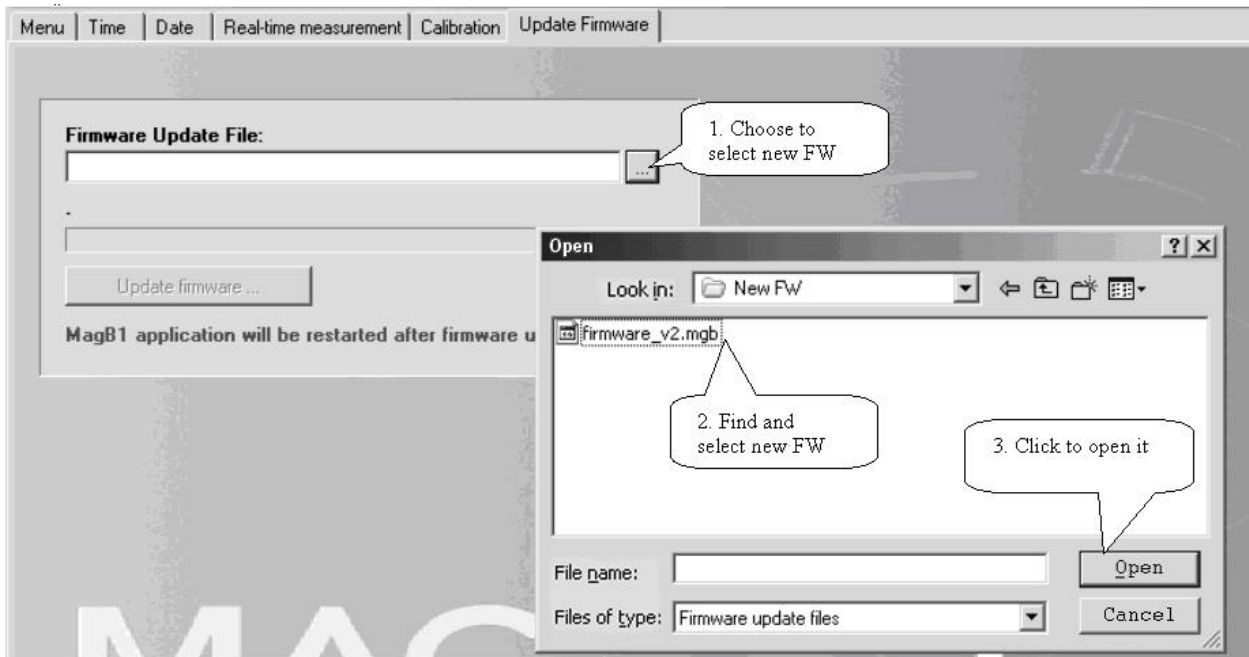 Menu Time Date Real-time measurement Calibration Update Firmware
Firmware Update File:
...
1. Choose to
select new FW
.
Update firmware ...
MagB1 application will be restarted after firmware u
Open
? x
Look in: New FW
firmware_v2.mgb
2. Find and
select new FW
3. Click to open it
File name:
Open
Files of type: Firmware update files
Cancel
MAG